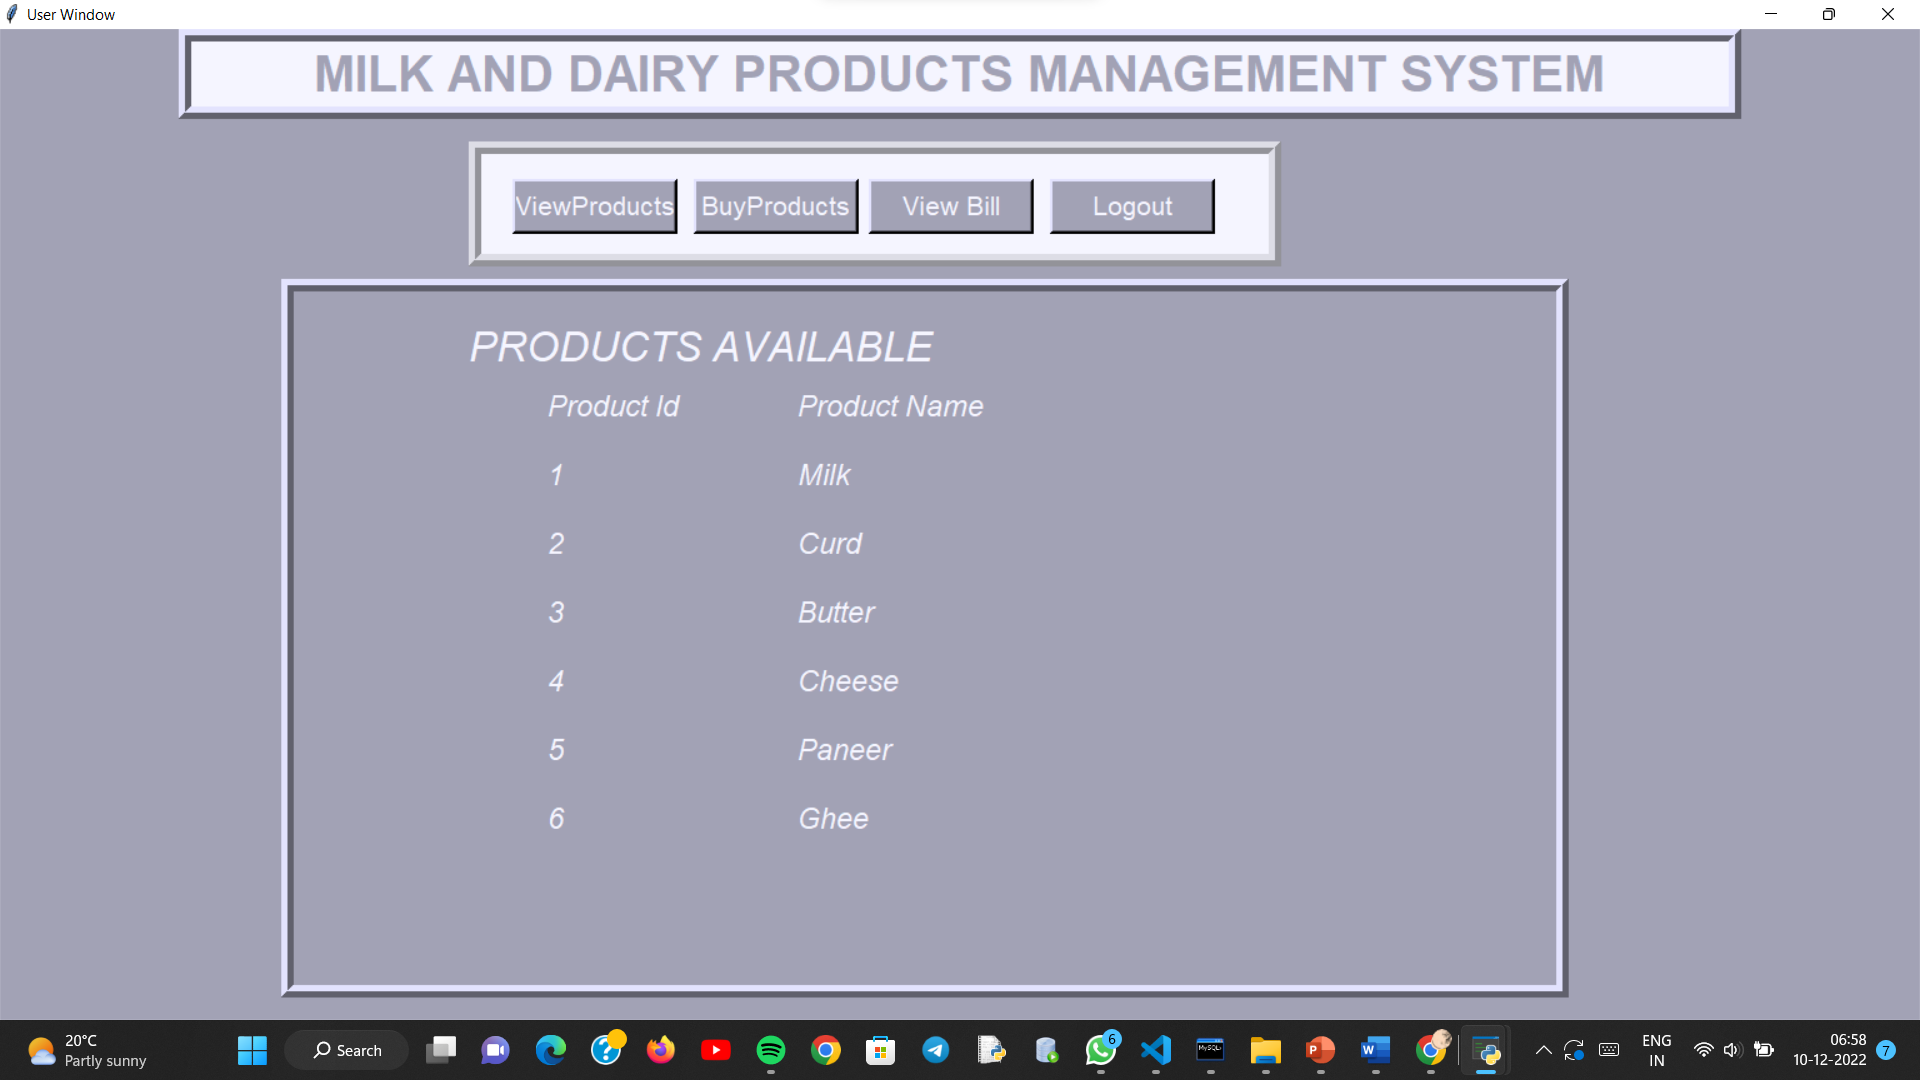 User Window
MILK AND DAIRY PRODUCTS MANAGEMENT SYSTEM
ViewProducts BuyProducts View Bill Logout
PRODUCTS AVAILABLE
Product Id Product Name
1 Milk
2 Curd
3 Butter
4 Cheese
5 Paneer
6 Ghee
20°C
Partly sunny
Search
6
MySQL
ENG
IN
06:58
10-12-2022
7